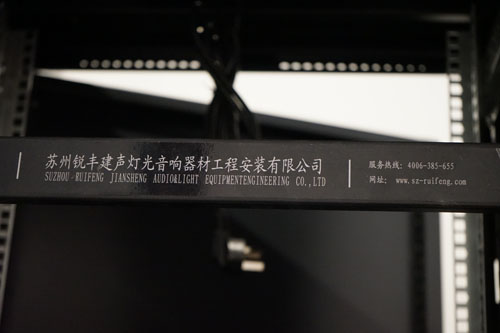 苏州锐丰建声灯光音响器材工程安装有限公司
SUZHOU RUIFENG JIANSHENG AUDIO&LIGHT EQUIPMENTENGINEERING CO.,LTD
服务热线: 4006-385-655
网址: www.sz-raifeng.com